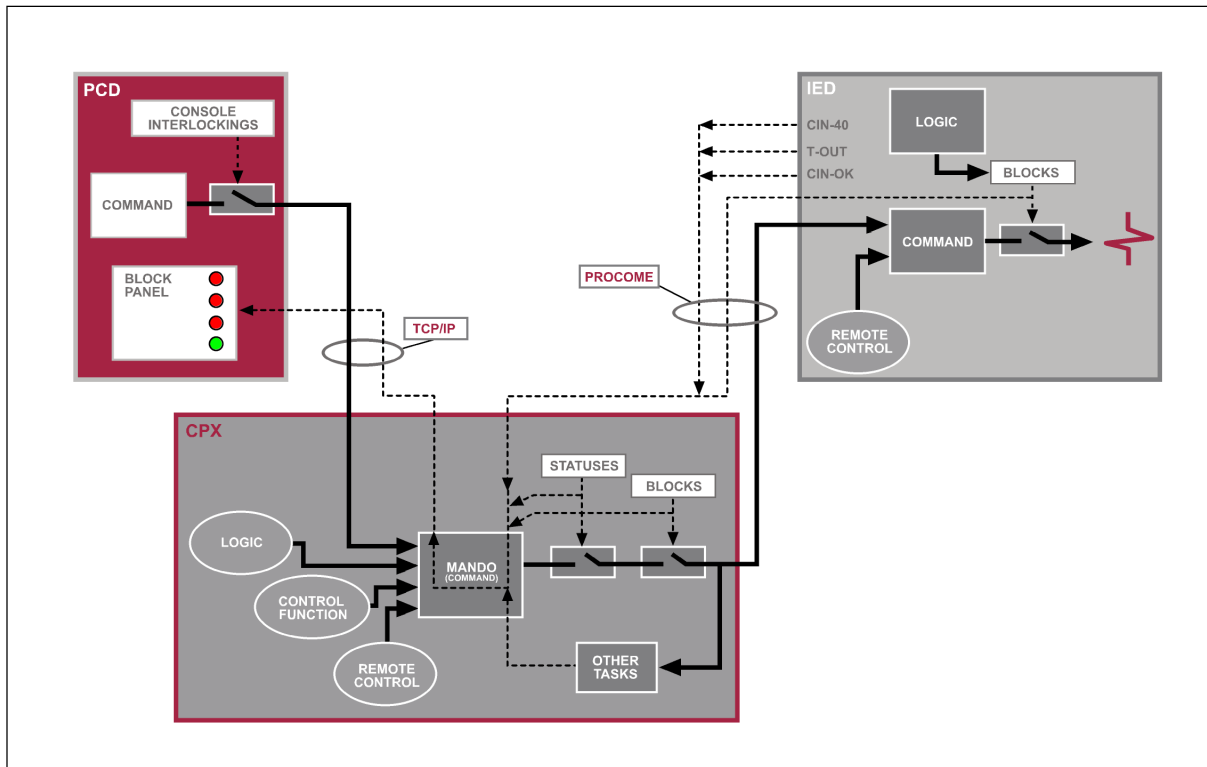 PCD
CONSOLE
INTERLOCKINGS
COMMAND
BLOCK
PANEL
TCP/IP
PROCOME
IED
CIN-40
T-OUT
CIN-OK
LOGIC
BLOCKS
COMMAND
REMOTE
CONTROL
CPX
STATUSES
BLOCKS
LOGIC
CONTROL
FUNCTION
REMOTE
CONTROL
MANDO
(COMMAND)
OTHER
TASKS